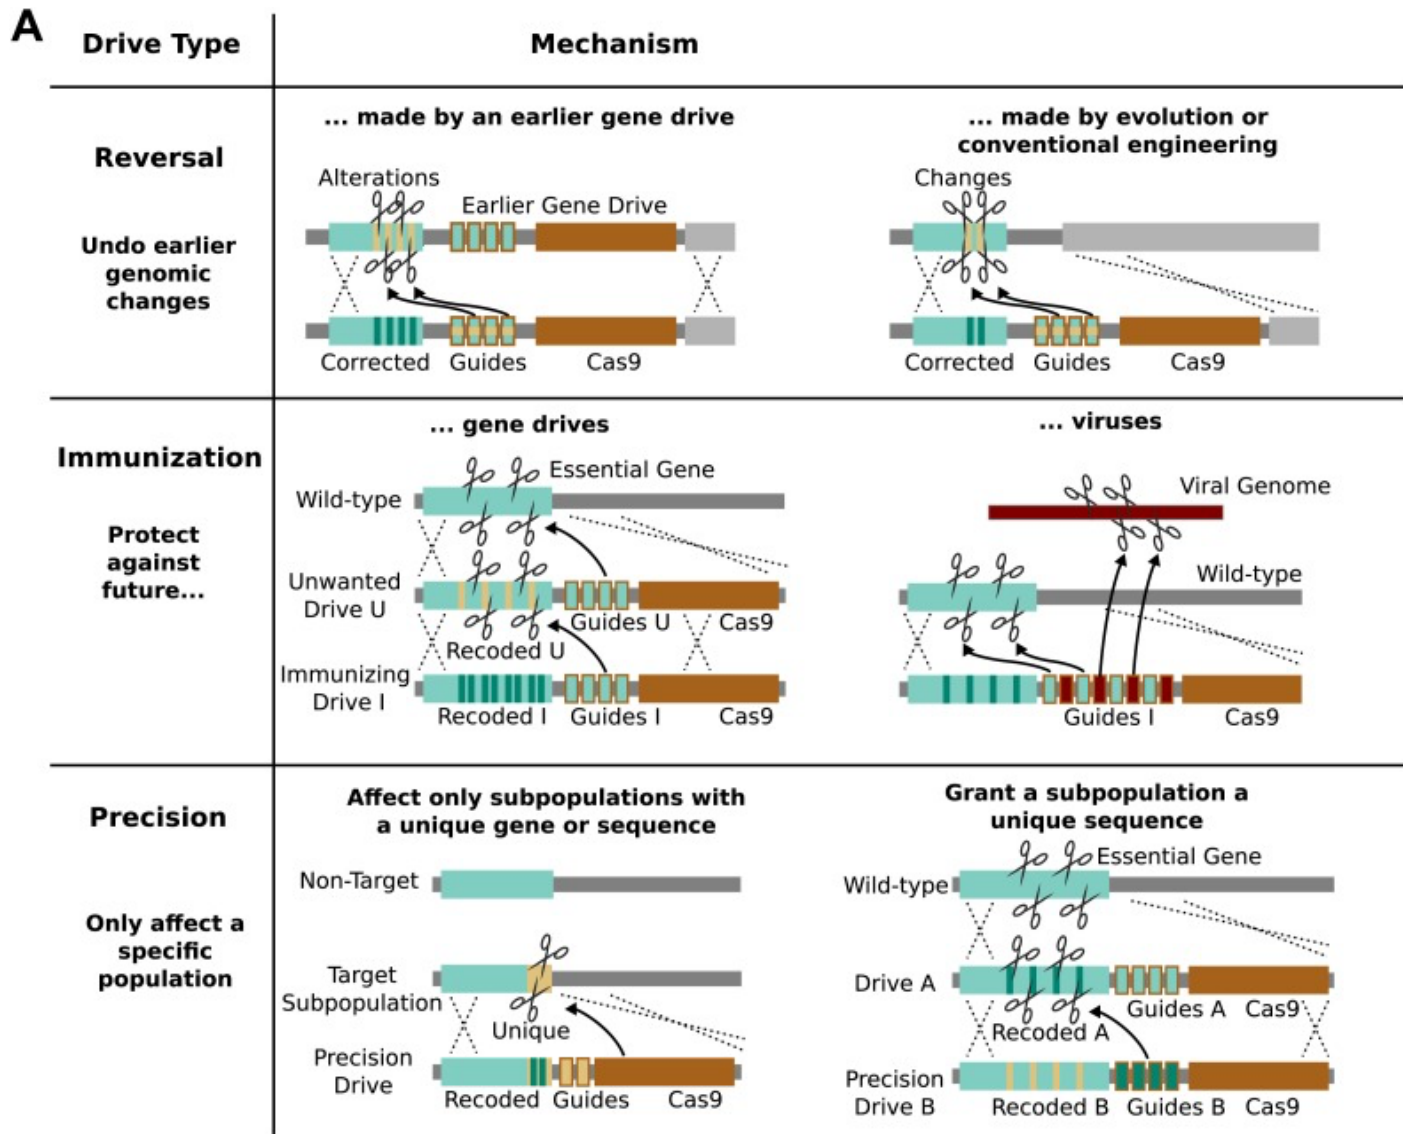 A
Drive Type
Mechanism
Reversal
Undo earlier
genomic
changes
... made by an earlier gene drive
Alterations
Earlier Gene Drive
Corrected
Guides
Cas9
... made by evolution or
conventional engineering
Changes
Corrected
Guides
Cas9
Immunization
Protect
against
future...
... gene drives
Essential Gene
Wild-type
Unwanted
Drive U
Guides U
Cas9
Recoded U
Immunizing
Drive I
Recoded I
Guides I
Cas9
... viruses
Viral Genome
Wild-type
Guides I
Cas9
Precision
Only affect a
specific
population
Affect only subpopulations with
a unique gene or sequence
Non-Target
Target
Subpopulation
Unique
Precision
Drive
Recoded
Guides
Cas9
Grant a subpopulation a
unique sequence
Essential Gene
Wild-type
Drive A
Guides A
Cas9
Recoded A
Precision
Drive B
Recoded B
Guides B
Cas9